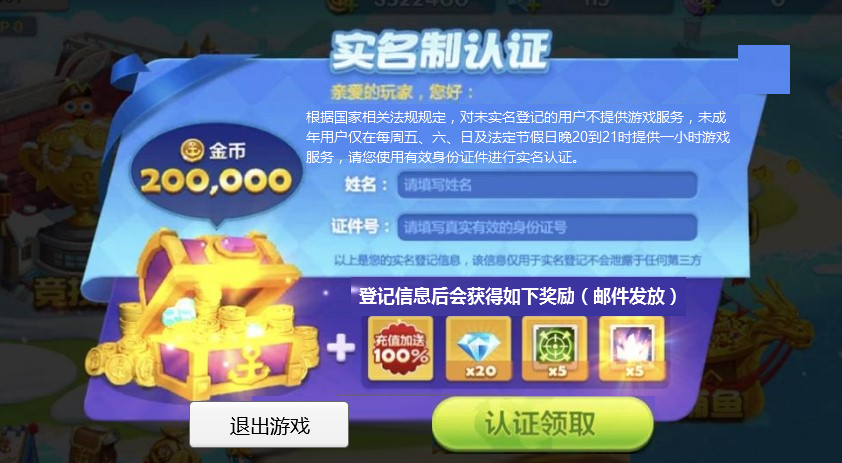 3522400
115
0
实名制认证
亲爱的玩家，您好：
根据国家相关法规规定，对未实名登记的用户不提供游戏服务，未成
年用户仅在每周五、六、日及法定节假日晚20到21时提供一小时游戏
服务，请您使用有效身份证件进行实名认证。
金币
200,000
姓名：
请填写姓名
证件号：
请填写真实有效的身份证号
以上是您的实名登记信息，该信息仅用于实名登记不会泄露于任何第三方
登记信息后会获得如下奖励（邮件发放）
充值加送
100%
x20
x5
x5
退出游戏
认证领取